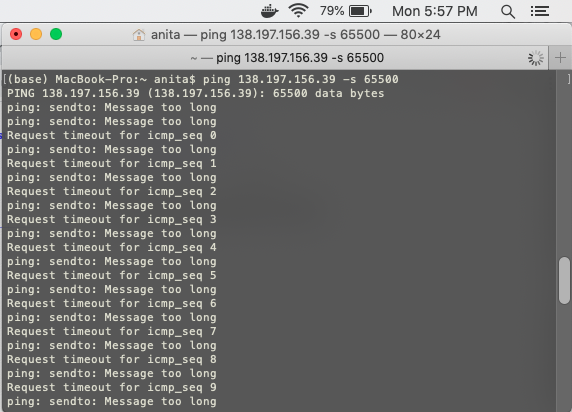 79% Mon 5:57 PM
anita — ping 138.197.156.39 -s 65500 — 80×24
~ — ping 138.197.156.39 -s 65500
[(base) MacBook-Pro:~ anita$ ping 138.197.156.39 -s 65500 ]
PING 138.197.156.39 (138.197.156.39): 65500 data bytes
ping: sendto: Message too long
ping: sendto: Message too long
Request timeout for icmp_seq 0
ping: sendto: Message too long
Request timeout for icmp_seq 1
ping: sendto: Message too long
Request timeout for icmp_seq 2
ping: sendto: Message too long
Request timeout for icmp_seq 3
ping: sendto: Message too long
Request timeout for icmp_seq 4
ping: sendto: Message too long
Request timeout for icmp_seq 5
ping: sendto: Message too long
Request timeout for icmp_seq 6
ping: sendto: Message too long
Request timeout for icmp_seq 7
ping: sendto: Message too long
Request timeout for icmp_seq 8
ping: sendto: Message too long
Request timeout for icmp_seq 9
ping: sendto: Message too long